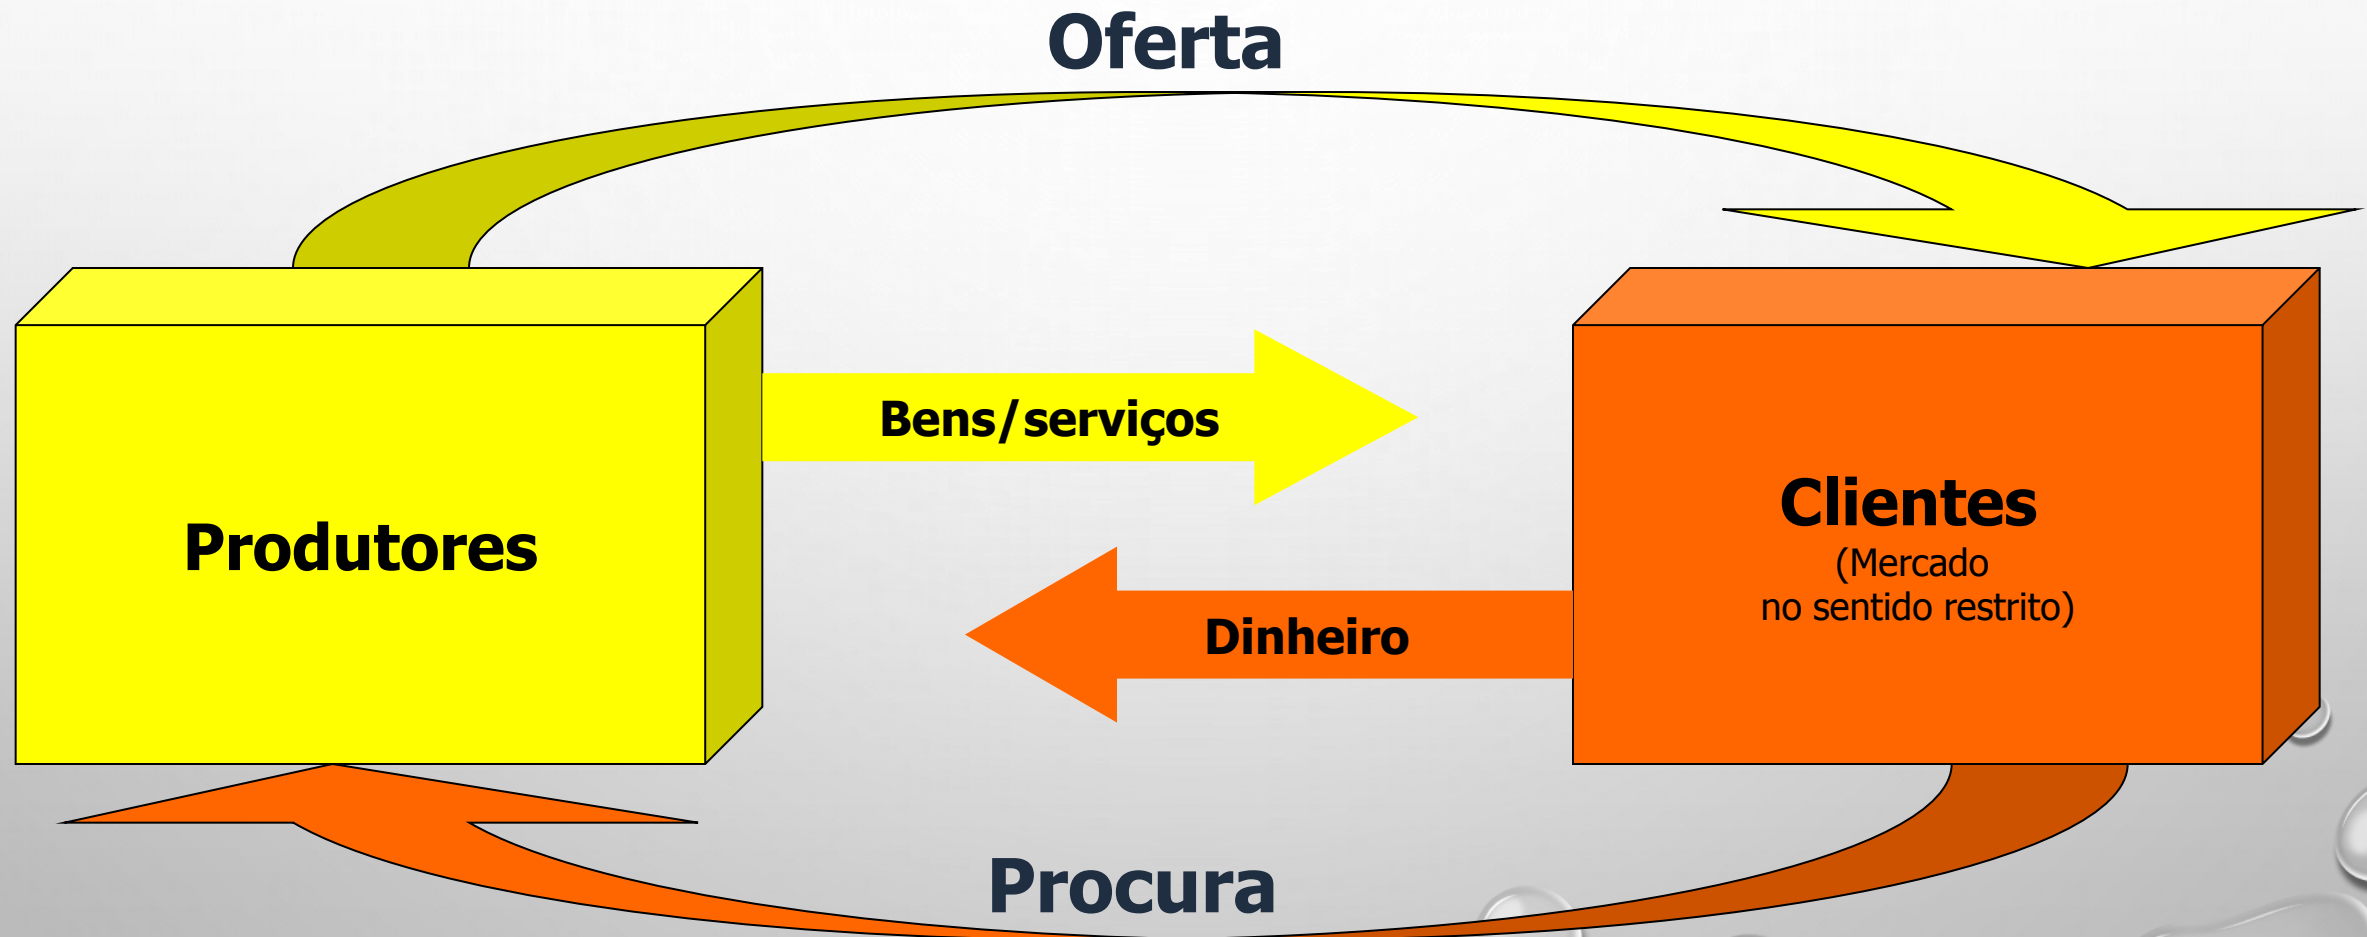 Oferta
Bens/serviços
Produtores
Clientes
(Mercado
no sentido restrito)
Dinheiro
Procura